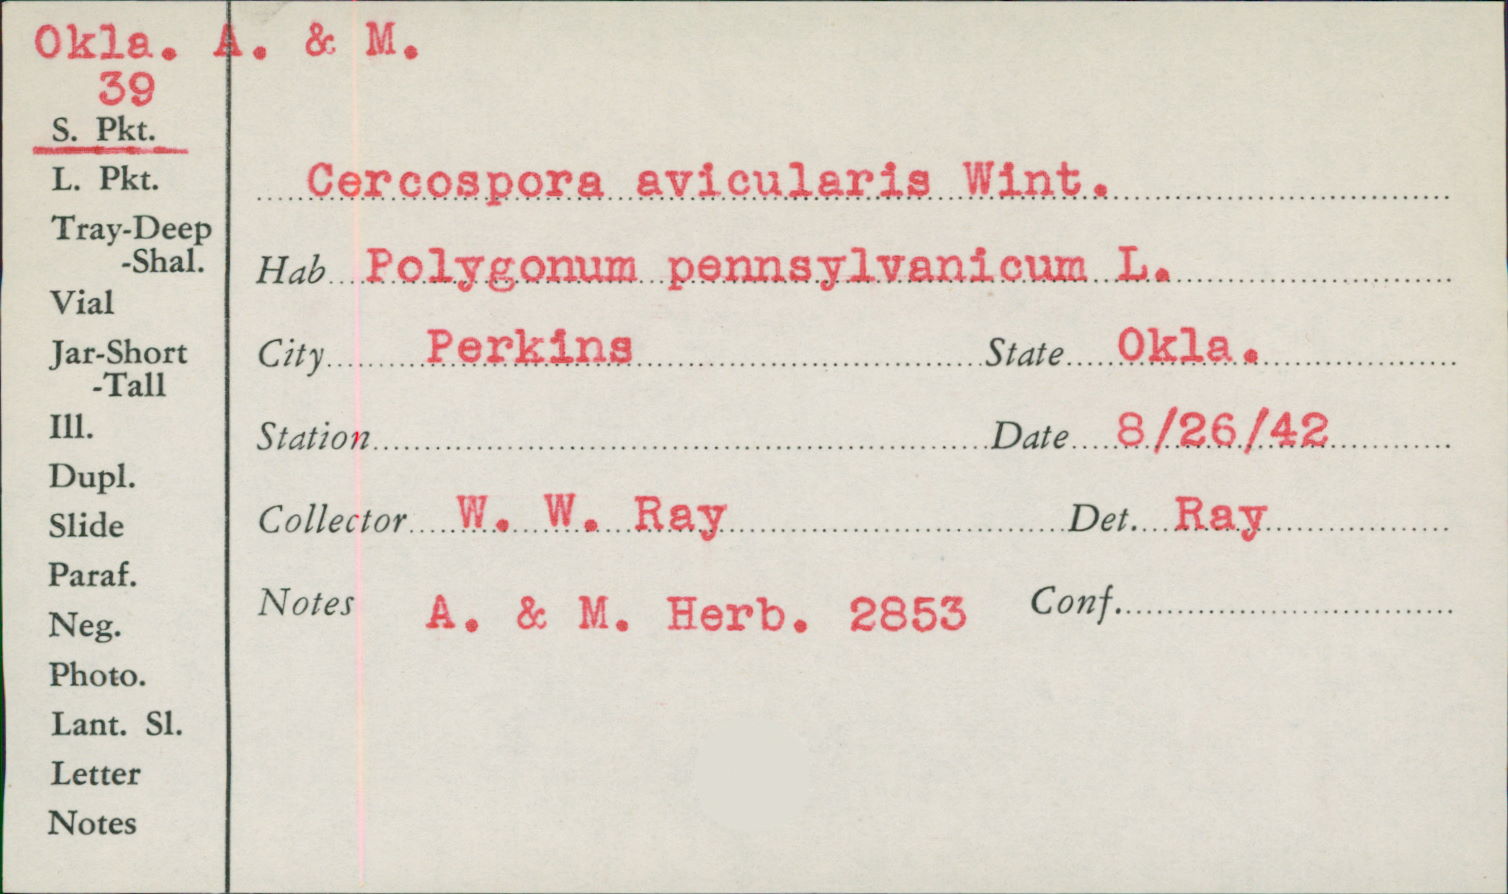 Okla. A. & M.
39
S. Pkt.
L. Pkt.
Tray-Deep
-Shal.
Vial
Jar-Short
-Tall
Ill.
Dupl.
Slide
Paraf.
Neg.
Photo.
Lant. Sl.
Letter
Notes
Cercospora avicularis Wint.
Hab Polygonum pennsylvanicum L.
City Perkins State Okla.
Station Date 8/26/42
Collector W. W. Ray Det. Ray
Notes A. & M. Herb. 2853 Conf.